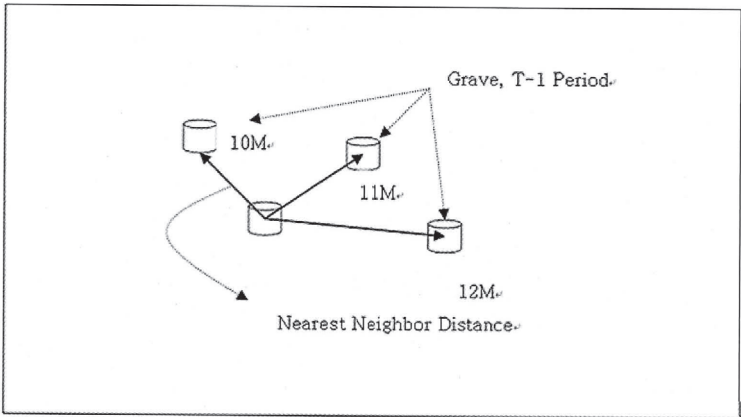 Grave, T-1 Period
10M
11M
12M
Nearest Neighbor Distance